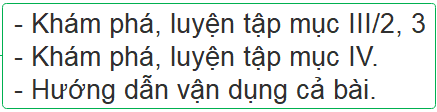 - Khám phá, luyện tập mục III/2, 3
- Khám phá, luyện tập mục IV.
- Hướng dẫn vận dụng cả bài.